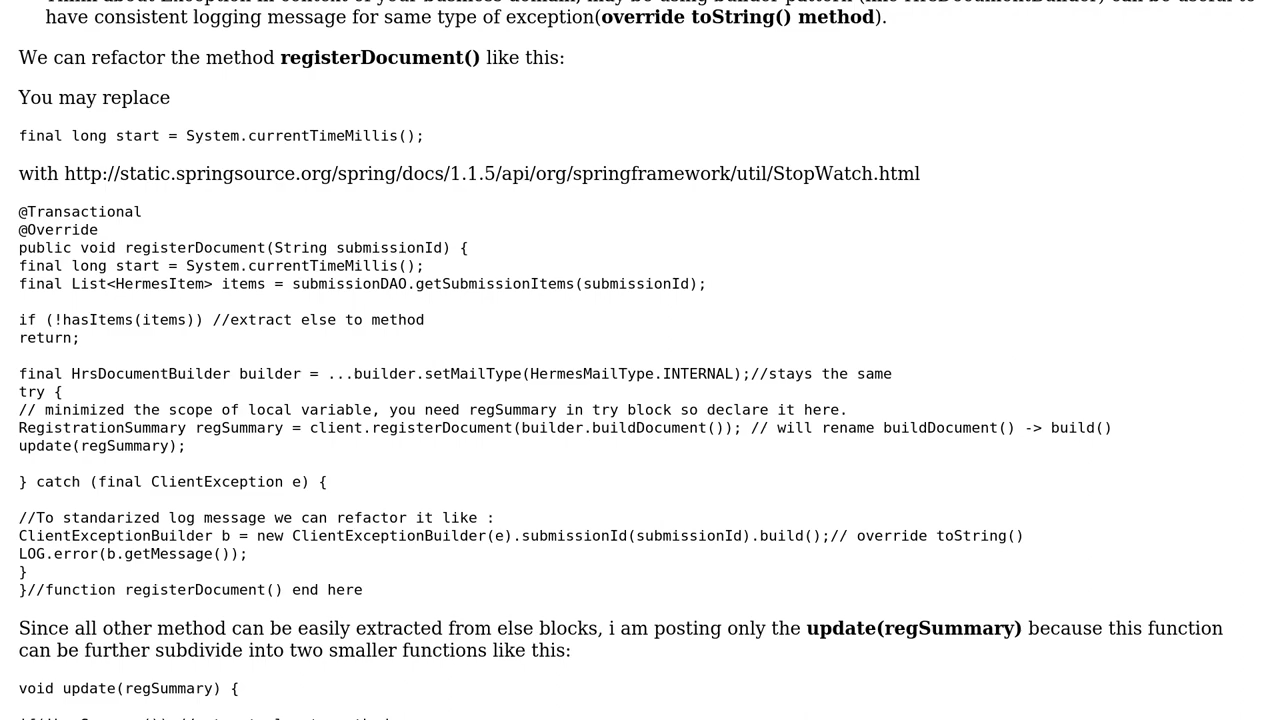 have consistent logging message for same type of exception(override toString() method).
We can refactor the method registerDocument() like this:
You may replace
final long start = System.currentTimeMillis();
with http://static.springsource.org/spring/docs/1.1.5/api/org/springframework/util/StopWatch.html
@Transactional
@Override
public void registerDocument(String submissionId) {
final long start = System.currentTimeMillis();
final List<HermesItem> items = submissionDAO.getSubmissionItems(submissionId);
if (!hasItems(items)) //extract else to method
return;
final HrsDocumentBuilder builder = ...builder.setMailType(HermesMailType.INTERNAL);//stays the same
try {
// minimized the scope of local variable, you need regSummary in try block so declare it here.
RegistrationSummary regSummary = client.registerDocument(builder.buildDocument()); // will rename buildDocument() -> build()
update(regSummary);
} catch (final ClientException e) {
//To standarized log message we can refactor it like :
ClientExceptionBuilder b = new ClientExceptionBuilder(e).submissionId(submissionId).build();// override toString()
LOG.error(b.getMessage());
}
}//function registerDocument() end here
Since all other method can be easily extracted from else blocks, i am posting only the update(regSummary) because this function
can be further subdivide into two smaller functions like this:
void update(regSummary) {